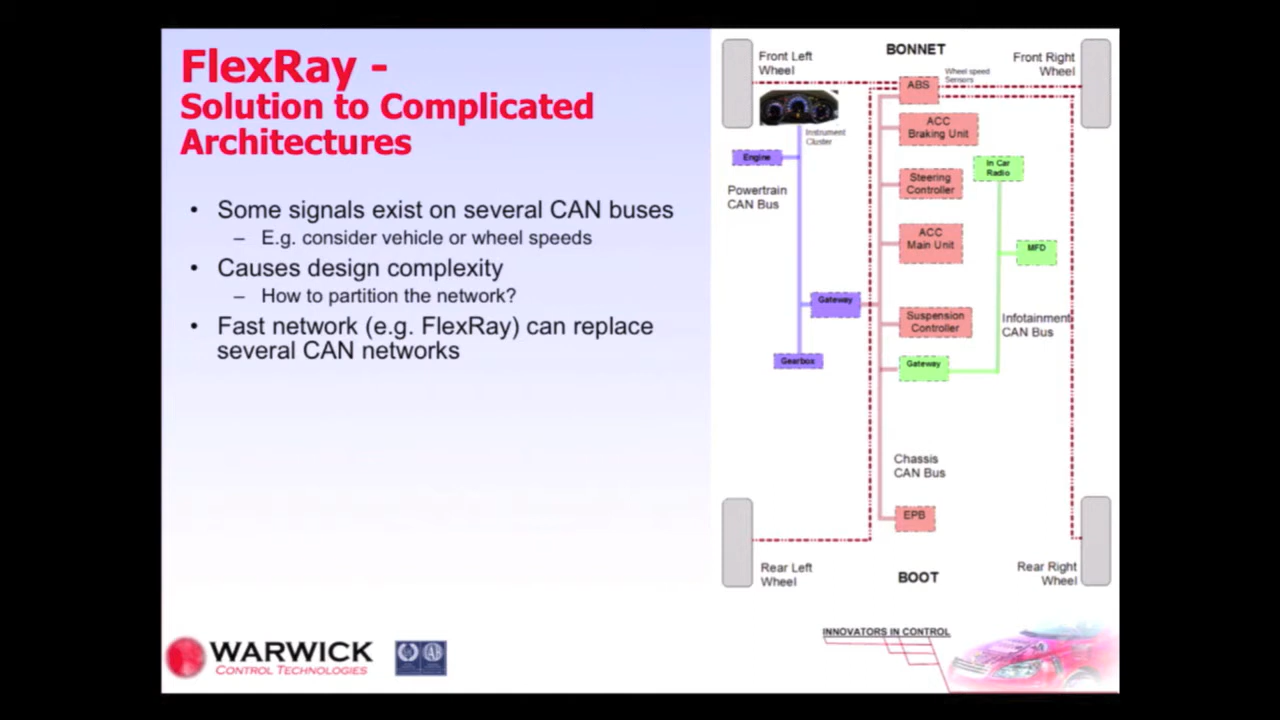 FlexRay -
Solution to Complicated
Architectures
• Some signals exist on several CAN buses
– E.g. consider vehicle or wheel speeds
• Causes design complexity
– How to partition the network?
• Fast network (e.g. FlexRay) can replace
several CAN networks
BONNET
Front Left
Wheel
Front Right
Wheel
Wheel speed
Sensors
ABS
Instrument
Cluster
ACC
Braking Unit
Engine
In Car
Radio
Powertrain
CAN Bus
Steering
Controller
ACC
Main Unit
MFD
Gateway
Suspension
Controller
Infotainment
CAN Bus
Gearbox
Gateway
Chassis
CAN Bus
EPB
Rear Left
Wheel
BOOT
Rear Right
Wheel
WARWICK
CONTROL TECHNOLOGIES
INNOVATORS IN CONTROL